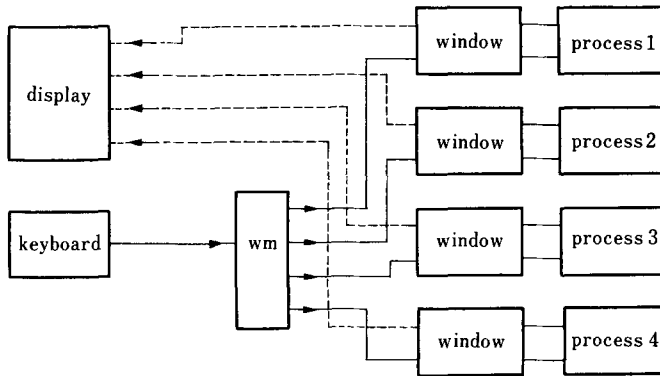 window
process 1
display
window
process 2
keyboard
wm
window
process 3
window
process 4